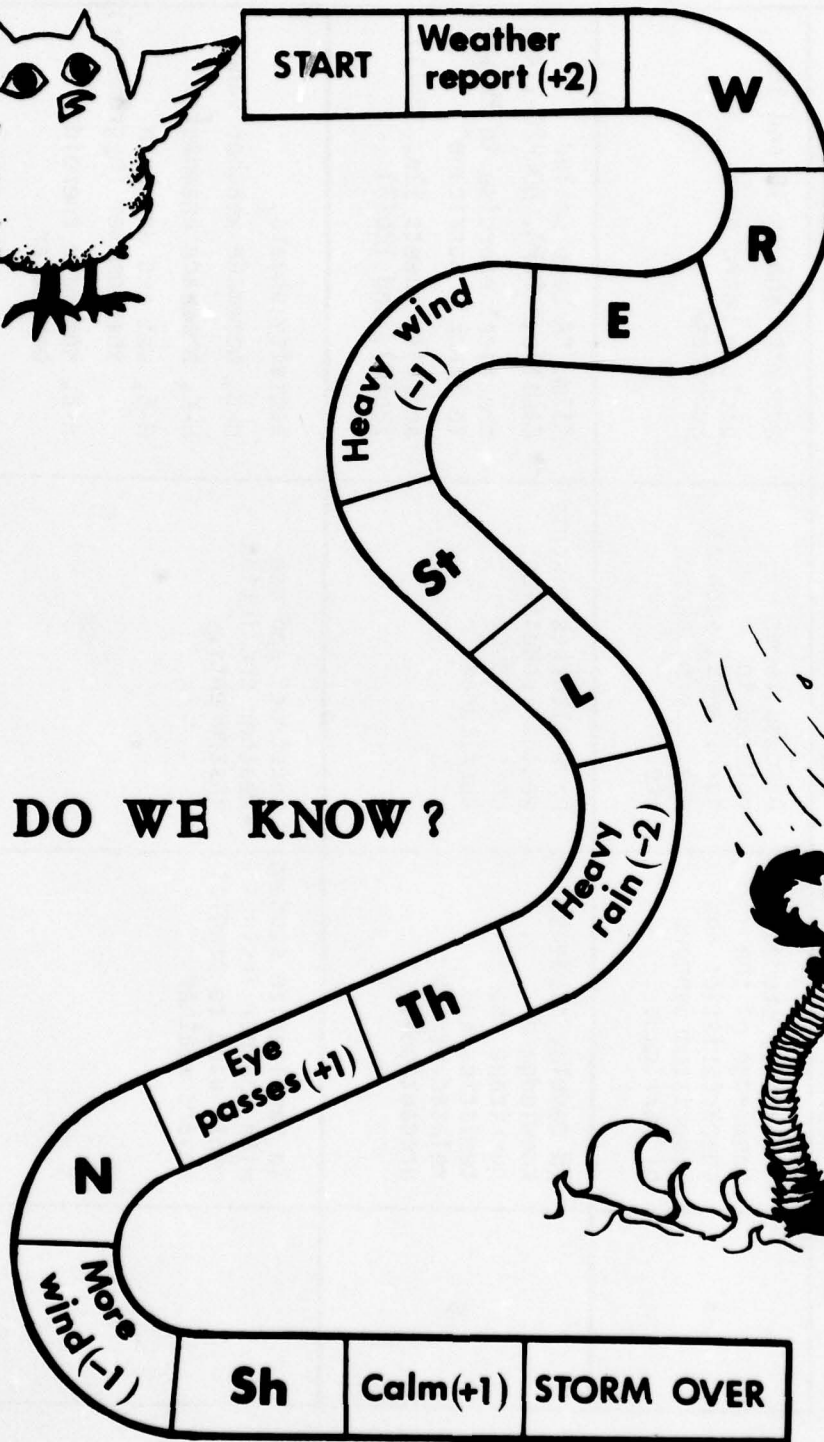 START
Weather
report (+2)
W
R
E
Heavy wind
(-1)
St
L
Heavy
rain (-2)
Th
Eye
passes (+1)
N
More
wind (-1)
Sh
Calm (+1)
STORM OVER
DO WE KNOW?